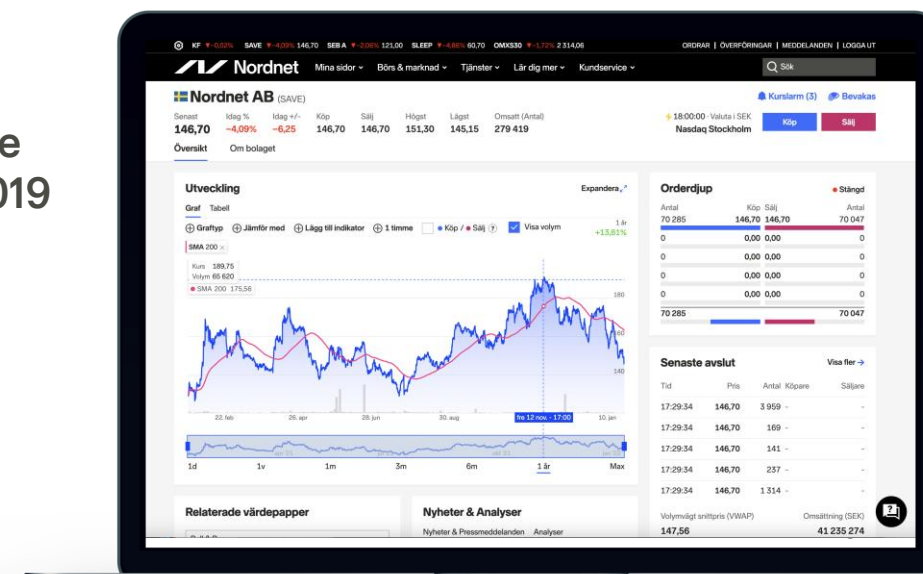 e
019
KF ▼-0,02% SAVE ▼-4,09% 146,70 SEB A ▼-2,06% 121,00 SLEEP ▼-4,86% 60,70 OMXS30 ▼-1,72% 2 314,06 ORDRAR | ÖVERFÖRINGAR | MEDDELANDEN | LOGGA UT
Nordnet Mina sidor Börs & marknad Tjänster Lär dig mer Kundservice Sök
Nordnet AB (SAVE) Kurslarm (3) Bevakas
Senast Idag % Idag +/- Köp Sälj Högst Lägst Omsatt (Antal) 18:00:00 · Valuta i SEK
146,70 -4,09% -6,25 146,70 146,70 151,30 145,15 279 419 Nasdaq Stockholm Köp Sälj
Översikt Om bolaget
Utveckling Expandera
Graf Tabell
Graftyp Jämför med Lägg till indikator 1 timme Köp / Sälj ? Visa volym 1 år
+13,61%
SMA 200 ×
Kurs 189,75
Volym 65 620
SMA 200 175,56
180
160
140
22. feb 26. apr 28. jun 30. aug fre 12 nov. - 17:00 10. jan
1d 1v 1m 3m 6m 1 år Max
Orderdjup Stängd
Antal Köp Sälj Antal
70 285 146,70 146,70 70 047
0 0,00 0,00 0
0 0,00 0,00 0
0 0,00 0,00 0
0 0,00 0,00 0
70 285 70 047
Senaste avslut Visa fler →
Tid Pris Antal Köpare Säljare
17:29:34 146,70 3 959 - -
17:29:34 146,70 169 - -
17:29:34 146,70 141 - -
17:29:34 146,70 237 - -
17:29:34 146,70 1 314 - -
Volymvägt snittpris (VWAP) Omsättning (SEK)
147,56 41 235 274
Relaterade värdepapper
Nyheter & Analyser
Nyheter & Pressmeddelanden Analyser